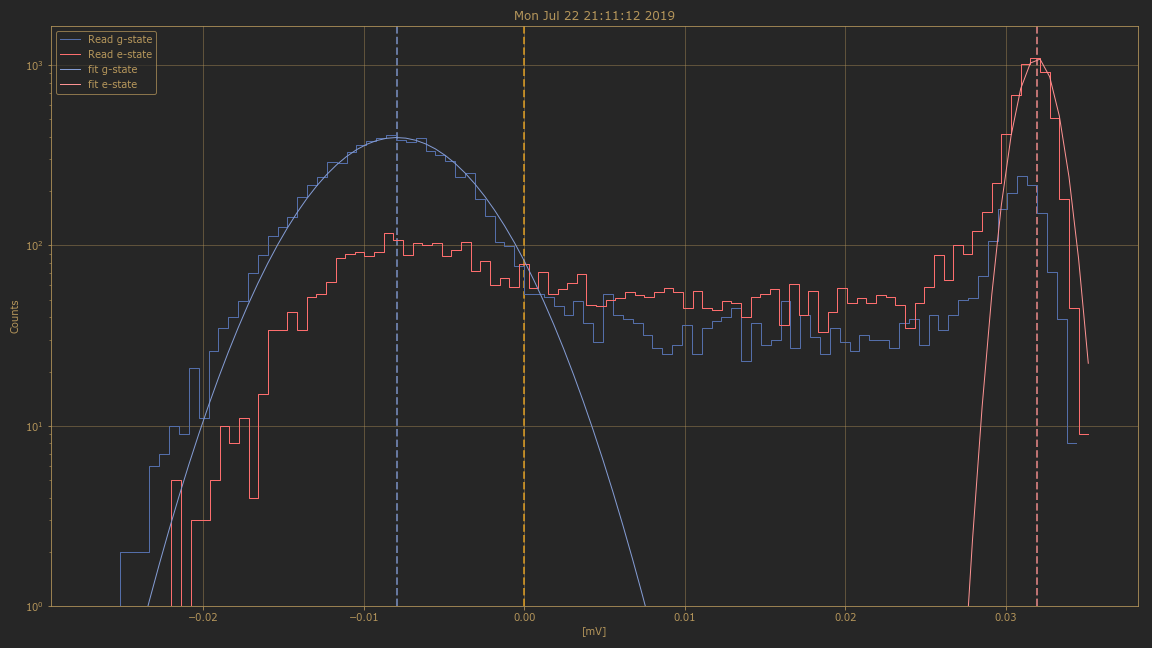 Mon Jul 22 21:11:12 2019
Read g-state
Read e-state
fit g-state
fit e-state
Counts
10³
10²
10¹
10⁰
−0.02
−0.01
0.00
0.01
0.02
0.03
[mV]